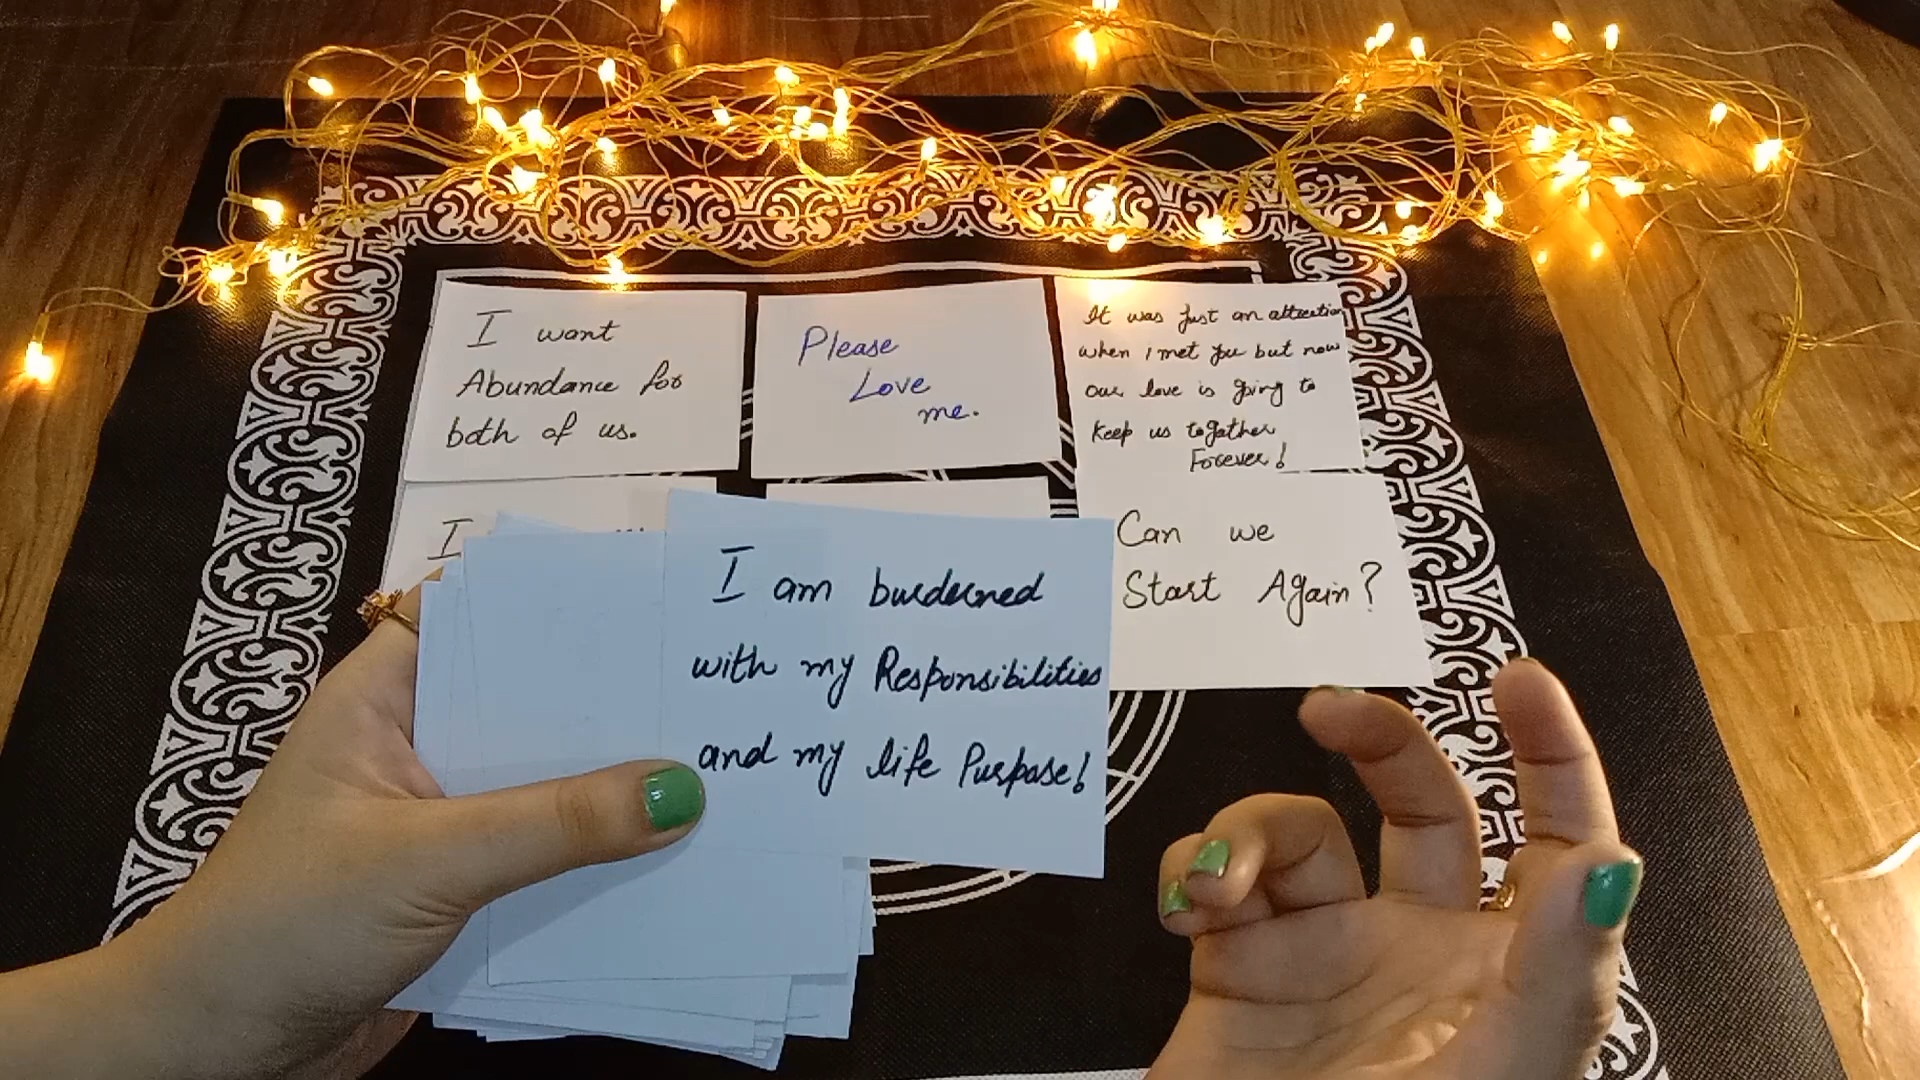 I want
Abundance for
both of us.
Please
Love
me.
It was just an attraction
when I met you but now
our love is going to
keep us togather
Forever!
I
Can we
Start Again?
I am burderned
with my Responsibilities
and my life Purpose!